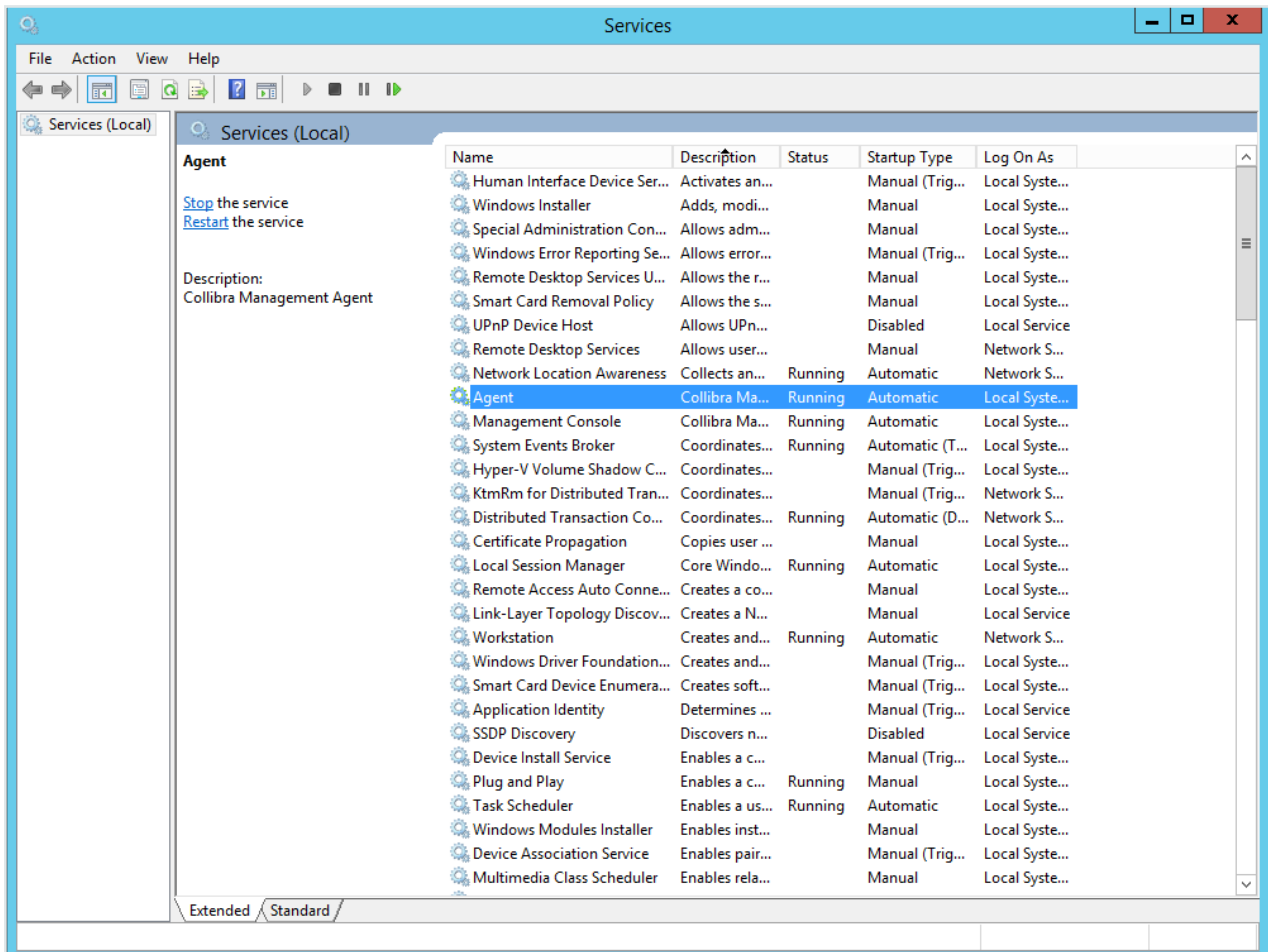 Services
File Action View Help
Services (Local)
Services (Local)
Agent
Stop the service
Restart the service
Description:
Collibra Management Agent
Name Description Status Startup Type Log On As
Human Interface Device Ser... Activates an... Manual (Trig... Local Syste...
Windows Installer Adds, modi... Manual Local Syste...
Special Administration Con... Allows adm... Manual Local Syste...
Windows Error Reporting Se... Allows error... Manual (Trig... Local Syste...
Remote Desktop Services U... Allows the r... Manual Local Syste...
Smart Card Removal Policy Allows the s... Manual Local Syste...
UPnP Device Host Allows UPn... Disabled Local Service
Remote Desktop Services Allows user... Manual Network S...
Network Location Awareness Collects an... Running Automatic Network S...
Agent Collibra Ma... Running Automatic Local Syste...
Management Console Collibra Ma... Running Automatic Local Syste...
System Events Broker Coordinates... Running Automatic (T... Local Syste...
Hyper-V Volume Shadow C... Coordinates... Manual (Trig... Local Syste...
KtmRm for Distributed Tran... Coordinates... Manual (Trig... Network S...
Distributed Transaction Co... Coordinates... Running Automatic (D... Network S...
Certificate Propagation Copies user ... Manual Local Syste...
Local Session Manager Core Windo... Running Automatic Local Syste...
Remote Access Auto Conne... Creates a co... Manual Local Syste...
Link-Layer Topology Discov... Creates a N... Manual Local Service
Workstation Creates and... Running Automatic Network S...
Windows Driver Foundation... Creates and... Manual (Trig... Local Syste...
Smart Card Device Enumera... Creates soft... Manual (Trig... Local Syste...
Application Identity Determines ... Manual (Trig... Local Service
SSDP Discovery Discovers n... Disabled Local Service
Device Install Service Enables a c... Manual (Trig... Local Syste...
Plug and Play Enables a c... Running Manual Local Syste...
Task Scheduler Enables a us... Running Automatic Local Syste...
Windows Modules Installer Enables inst... Manual Local Syste...
Device Association Service Enables pair... Manual (Trig... Local Syste...
Multimedia Class Scheduler Enables rela... Manual Local Syste...
Extended Standard